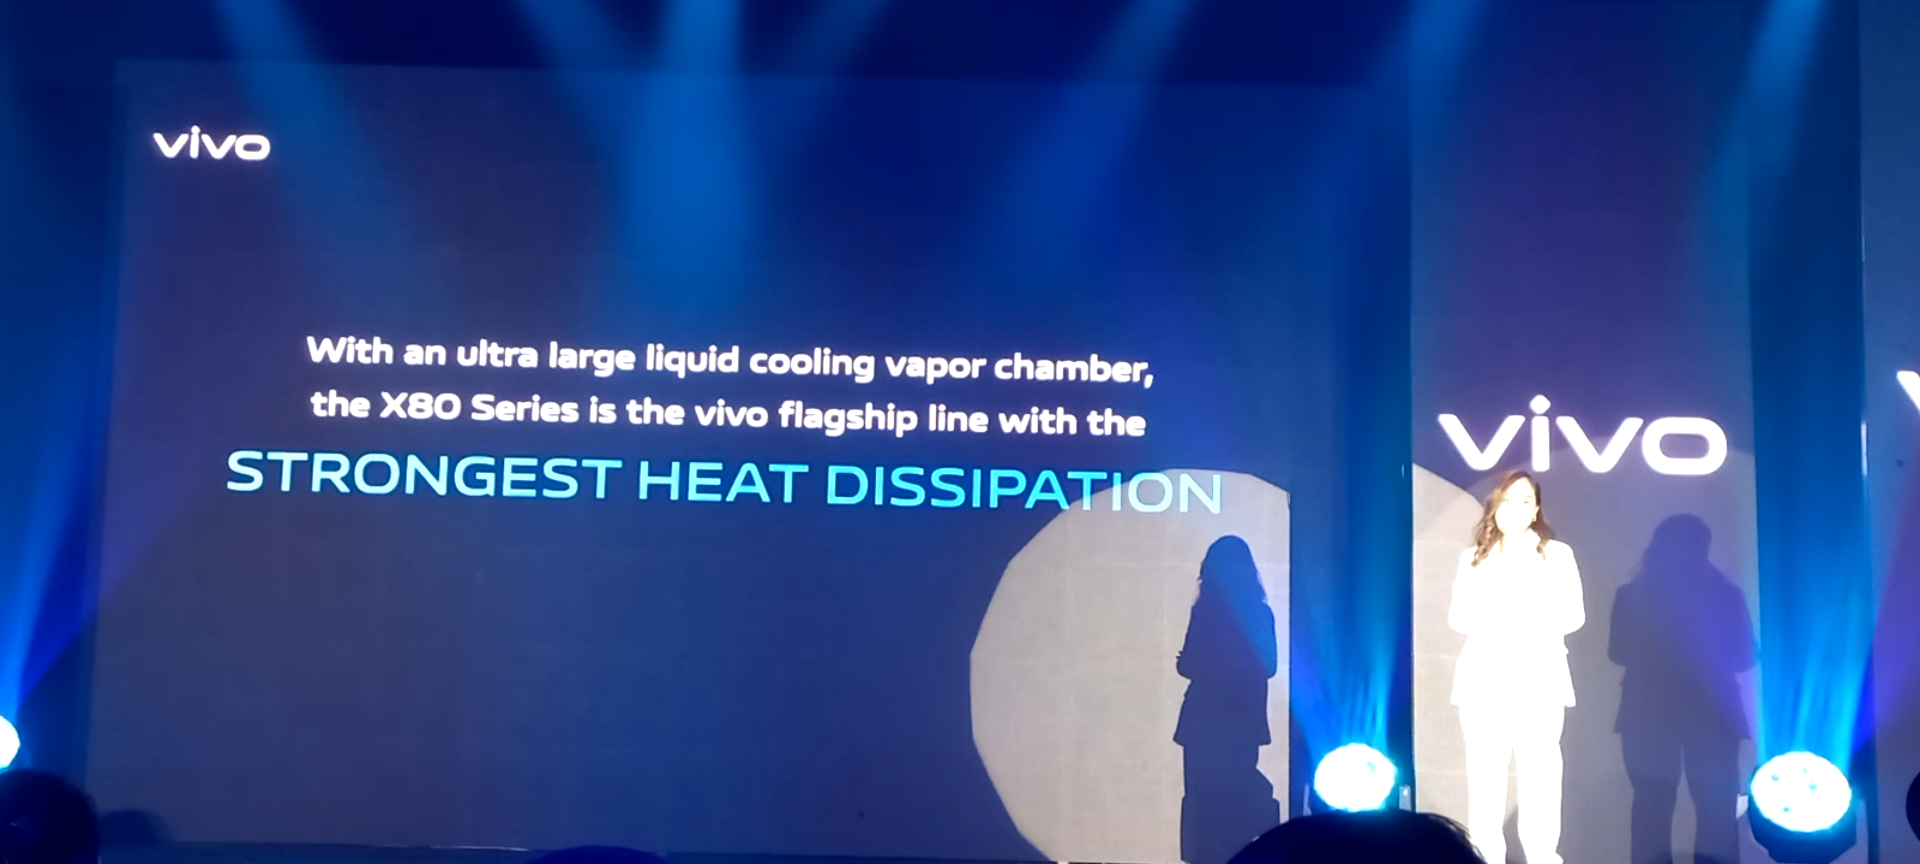 vivo
With an ultra large liquid cooling vapor chamber,
the X80 Series is the vivo flagship line with the
STRONGEST HEAT DISSIPATION
vivo